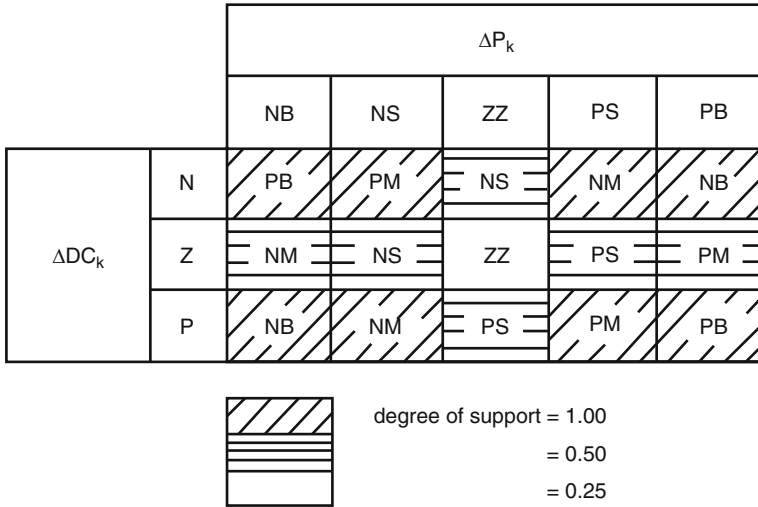 ΔP_k
NB NS ZZ PS PB
N PB PM NS NM NB
ΔDC_k Z NM NS ZZ PS PM
P NB NM PS PM PB
degree of support = 1.00
= 0.50
= 0.25